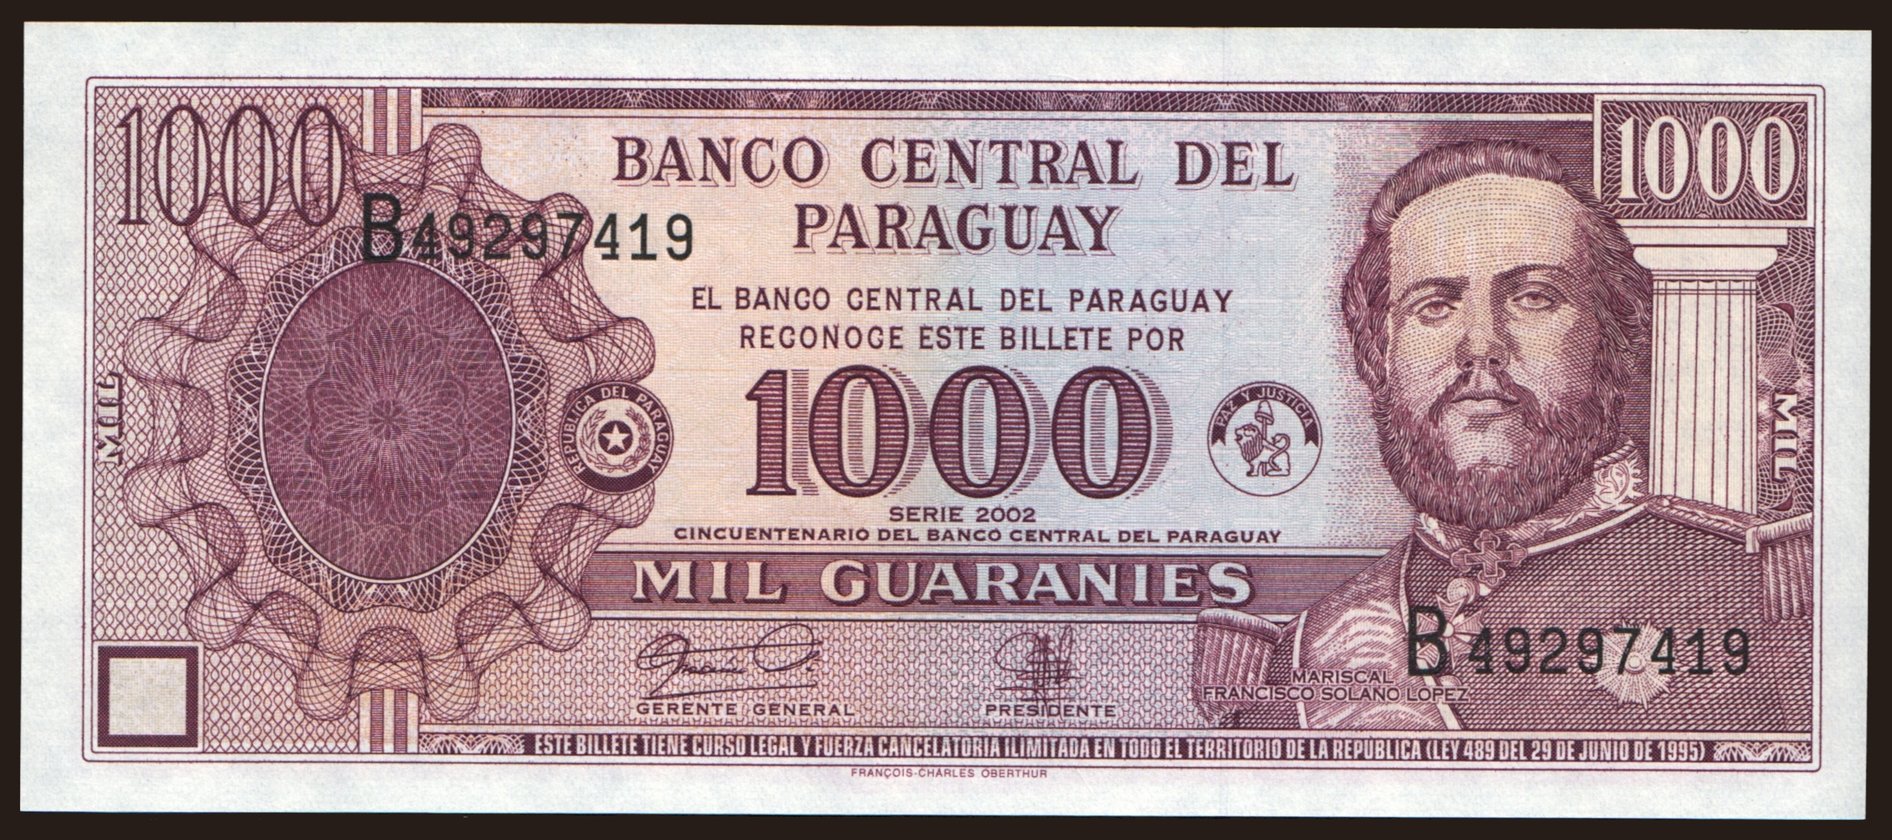 1000
1000
BANCO CENTRAL DEL
PARAGUAY
B49297419
EL BANCO CENTRAL DEL PARAGUAY
RECONOCE ESTE BILLETE POR
1000
MIL
REPUBLICA DEL PARAGUAY
PAZ Y JUSTICIA
MIL
SERIE 2002
CINCUENTENARIO DEL BANCO CENTRAL DEL PARAGUAY
MIL GUARANIES
B49297419
MARISCAL
FRANCISCO SOLANO LOPEZ
GERENTE GENERAL
PRESIDENTE
ESTE BILLETE TIENE CURSO LEGAL Y FUERZA CANCELATORIA ILIMITADA EN TODO EL TERRITORIO DE LA REPUBLICA (LEY 489 DEL 29 DE JUNIO DE 1995)
FRANÇOIS-CHARLES OBERTHUR